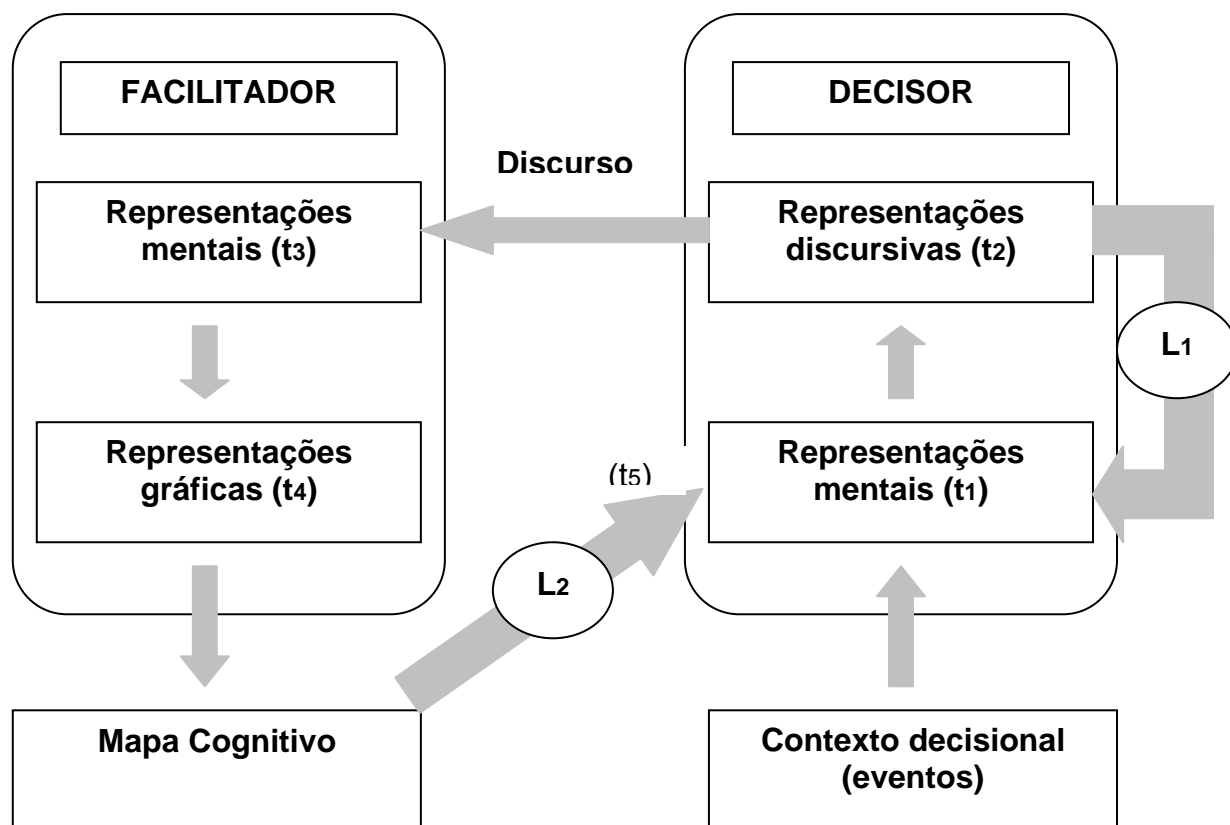 FACILITADOR
DECISOR
Discurso
Representações
mentais (t3)
Representações
discursivas (t2)
L1
Representações
gráficas (t4)
(t5)
Representações
mentais (t1)
L2
Mapa Cognitivo
Contexto decisional
(eventos)